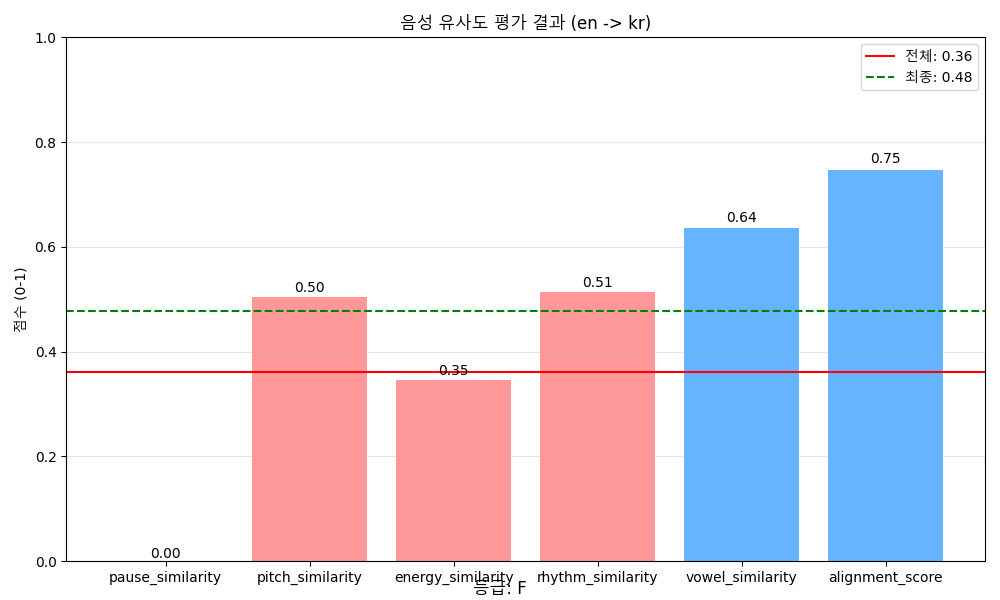 음성 유사도 평가 결과 (en -> kr)
전체: 0.36
최종: 0.48
점수 (0-1)
1.0
0.8
0.6
0.4
0.2
0.0
0.00
0.50
0.35
0.51
0.64
0.75
pause_similarity
pitch_similarity
energy_similarity
rhythm_similarity
vowel_similarity
alignment_score
등급: F